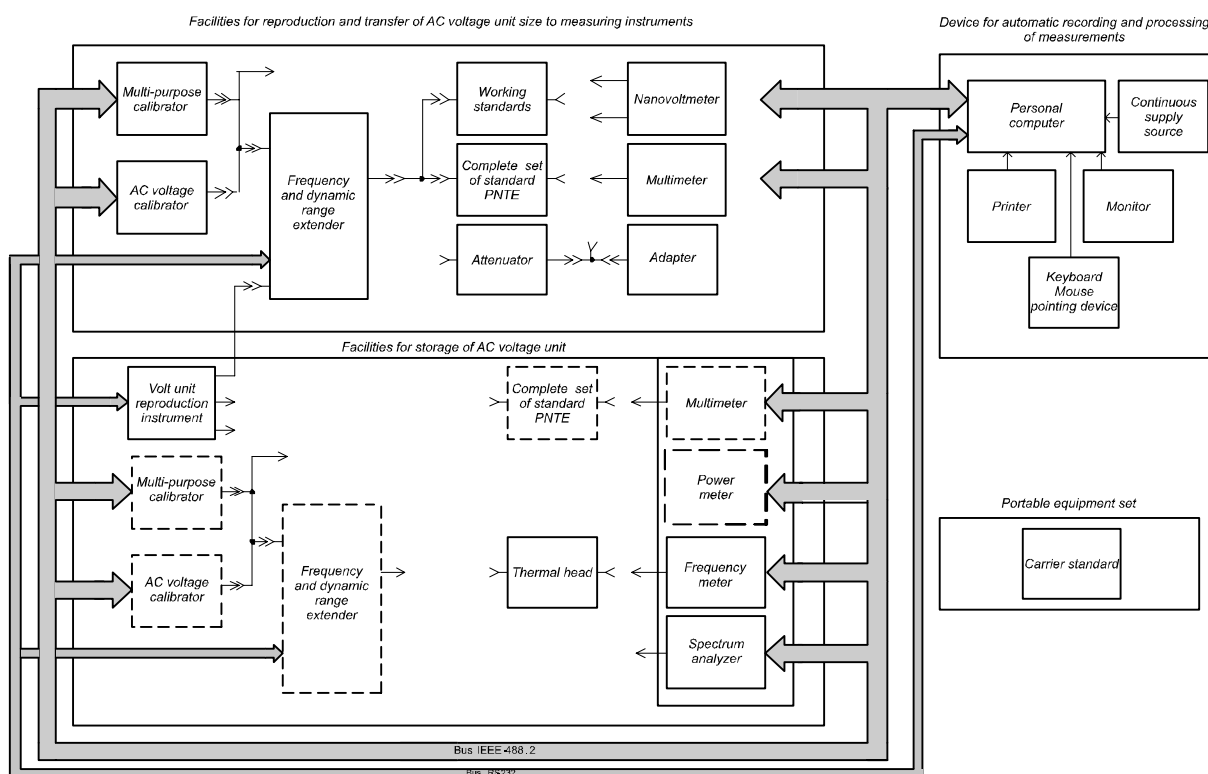 Facilities for reproduction and transfer of AC voltage unit size to measuring instruments
Device for automatic recording and processing
of measurements
Multi-purpose
calibrator
AC voltage
calibrator
Frequency
and dynamic
range
extender
Working
standards
Complete set
of standard
PNTE
Attenuator
Nanovoltmeter
Multimeter
Adapter
Personal
computer
Continuous
supply
source
Printer
Monitor
Keyboard
Mouse
pointing device
Facilities for storage of AC voltage unit
Volt unit
reproduction
instrument
Multi-purpose
calibrator
AC voltage
calibrator
Frequency
and dynamic
range
extender
Complete set
of standard
PNTE
Thermal head
Multimeter
Power
meter
Frequency
meter
Spectrum
analyzer
Portable equipment set
Carrier standard
Bus IEEE-488.2
Bus RS232